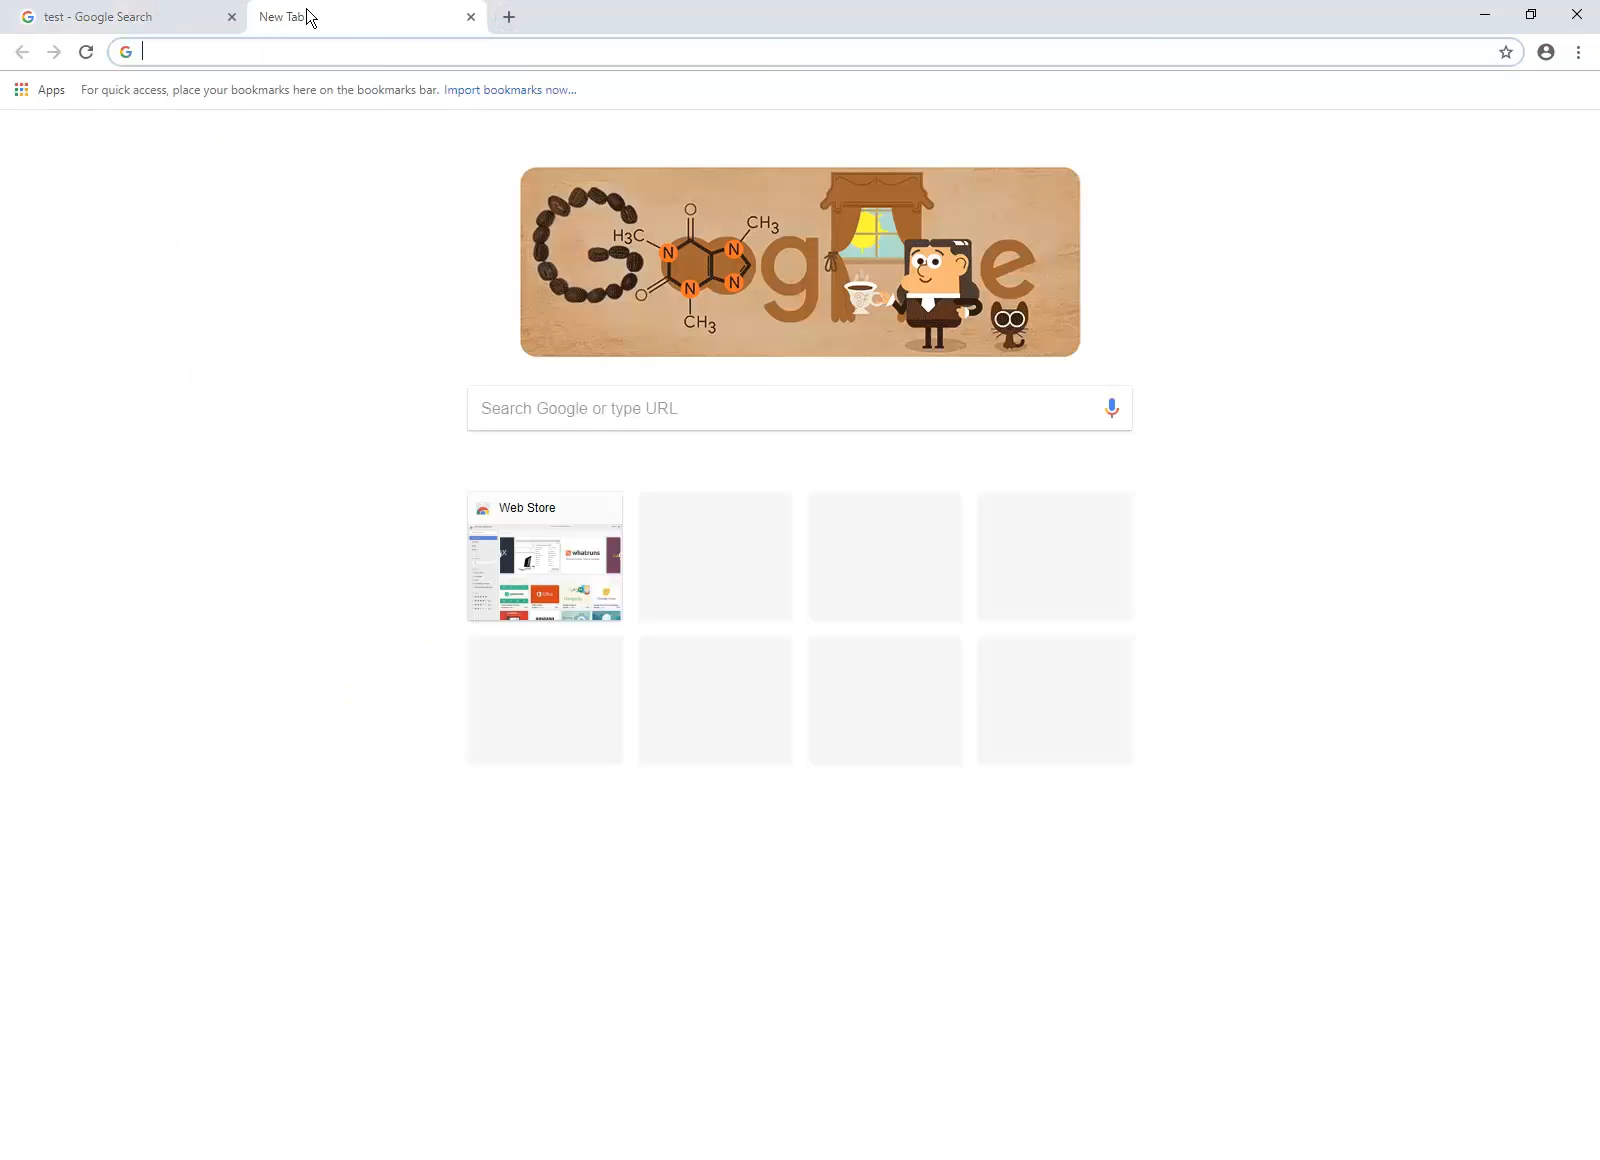 test - Google Search
New Tab
Apps For quick access, place your bookmarks here on the bookmarks bar. Import bookmarks now...
H3C
CH3
O
N
N
G g e
N
N
O
CH3
Search Google or type URL
Web Store
whatruns
Office